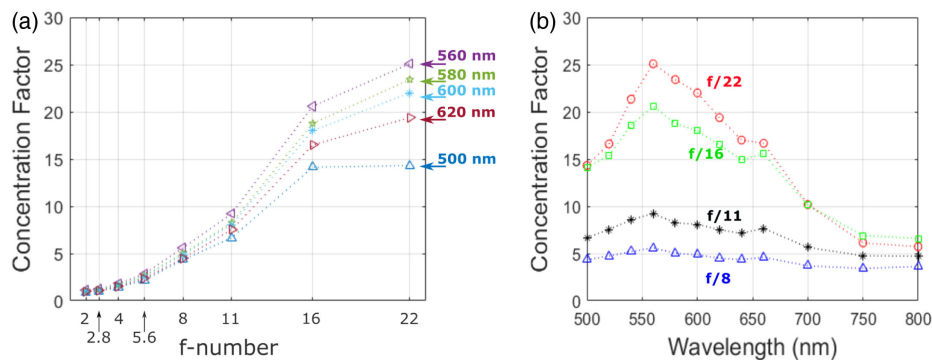 (a)
Concentration Factor
30
25
20
15
10
5
0
560 nm
580 nm
600 nm
620 nm
500 nm
2 4 8 11 16 22
2.8 5.6
f-number
(b)
Concentration Factor
30
25
20
15
10
5
0
f/22
f/16
f/11
f/8
500 550 600 650 700 750 800
Wavelength (nm)